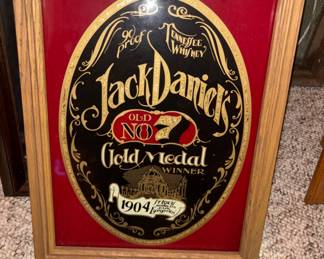 90 proof
Tennessee
Whiskey
Jack Daniel's
OLD
NO 7
Gold Medal
WINNER
1904